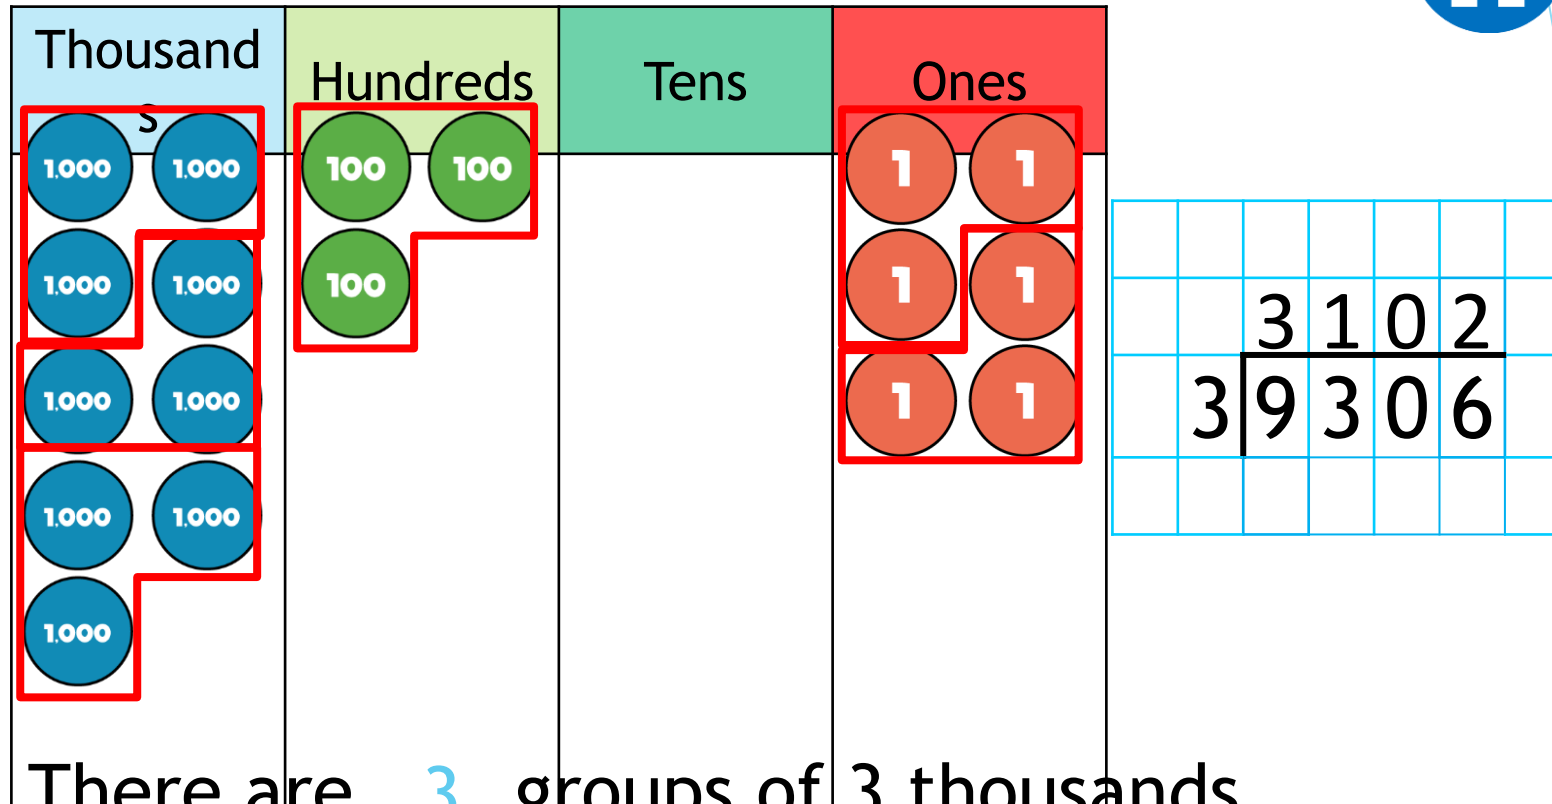 Thousand
s
Hundreds
Tens
Ones
1,000 1,000 100 100 1 1
1,000 1,000 100 1 1
1,000 1,000 1 1
1,000 1,000
1,000
3 1 0 2
3 9 3 0 6
There are 3 groups of 3 thousands